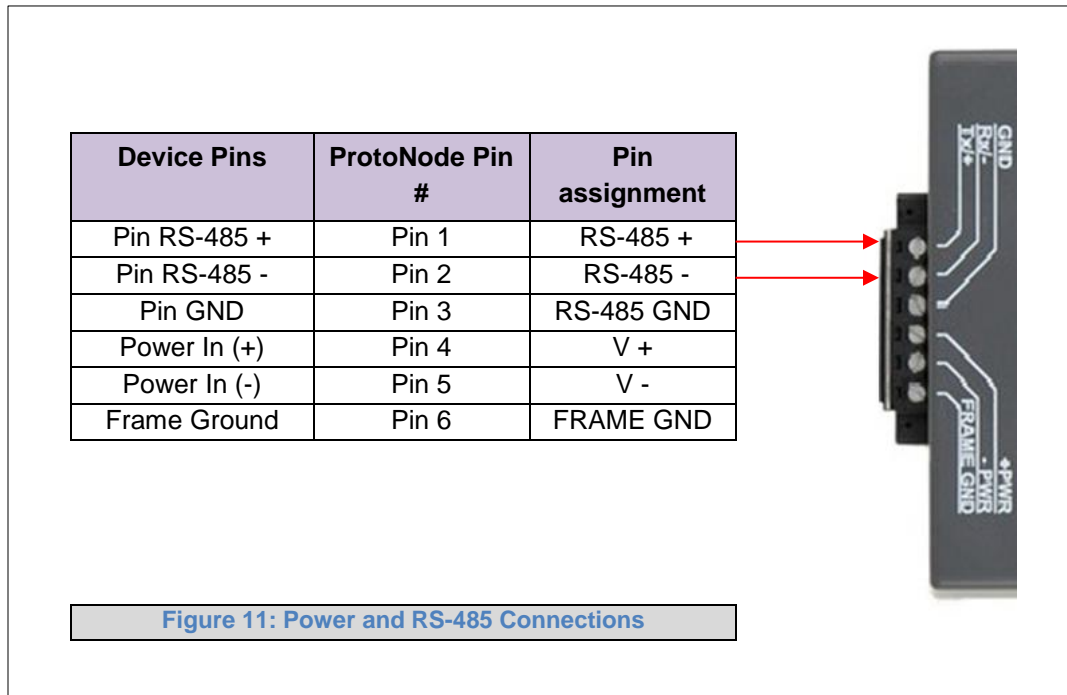 Device Pins ProtoNode Pin # Pin assignment
Pin RS-485 + Pin 1 RS-485 +
Pin RS-485 - Pin 2 RS-485 -
Pin GND Pin 3 RS-485 GND
Power In (+) Pin 4 V +
Power In (-) Pin 5 V -
Frame Ground Pin 6 FRAME GND
Tx/+
Rx/-
GND
FRAME GND
- PWR
+PWR
Figure 11: Power and RS-485 Connections